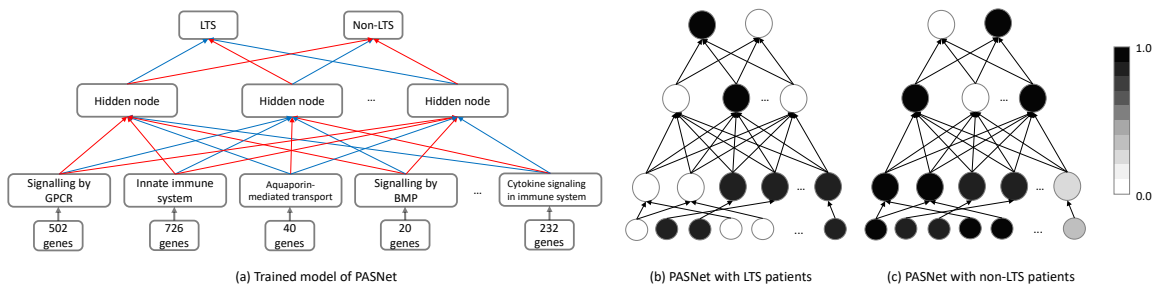 LTS
Non-LTS
Hidden node
Hidden node
...
Hidden node
Signalling by
GPCR
Innate immune
system
Aquaporin-
mediated transport
Signalling by
BMP
...
Cytokine signaling
in immune system
502
genes
726
genes
40
genes
20
genes
232
genes
(a) Trained model of PASNet
...
...
...
(b) PASNet with LTS patients
...
...
...
(c) PASNet with non-LTS patients
1.0
0.0